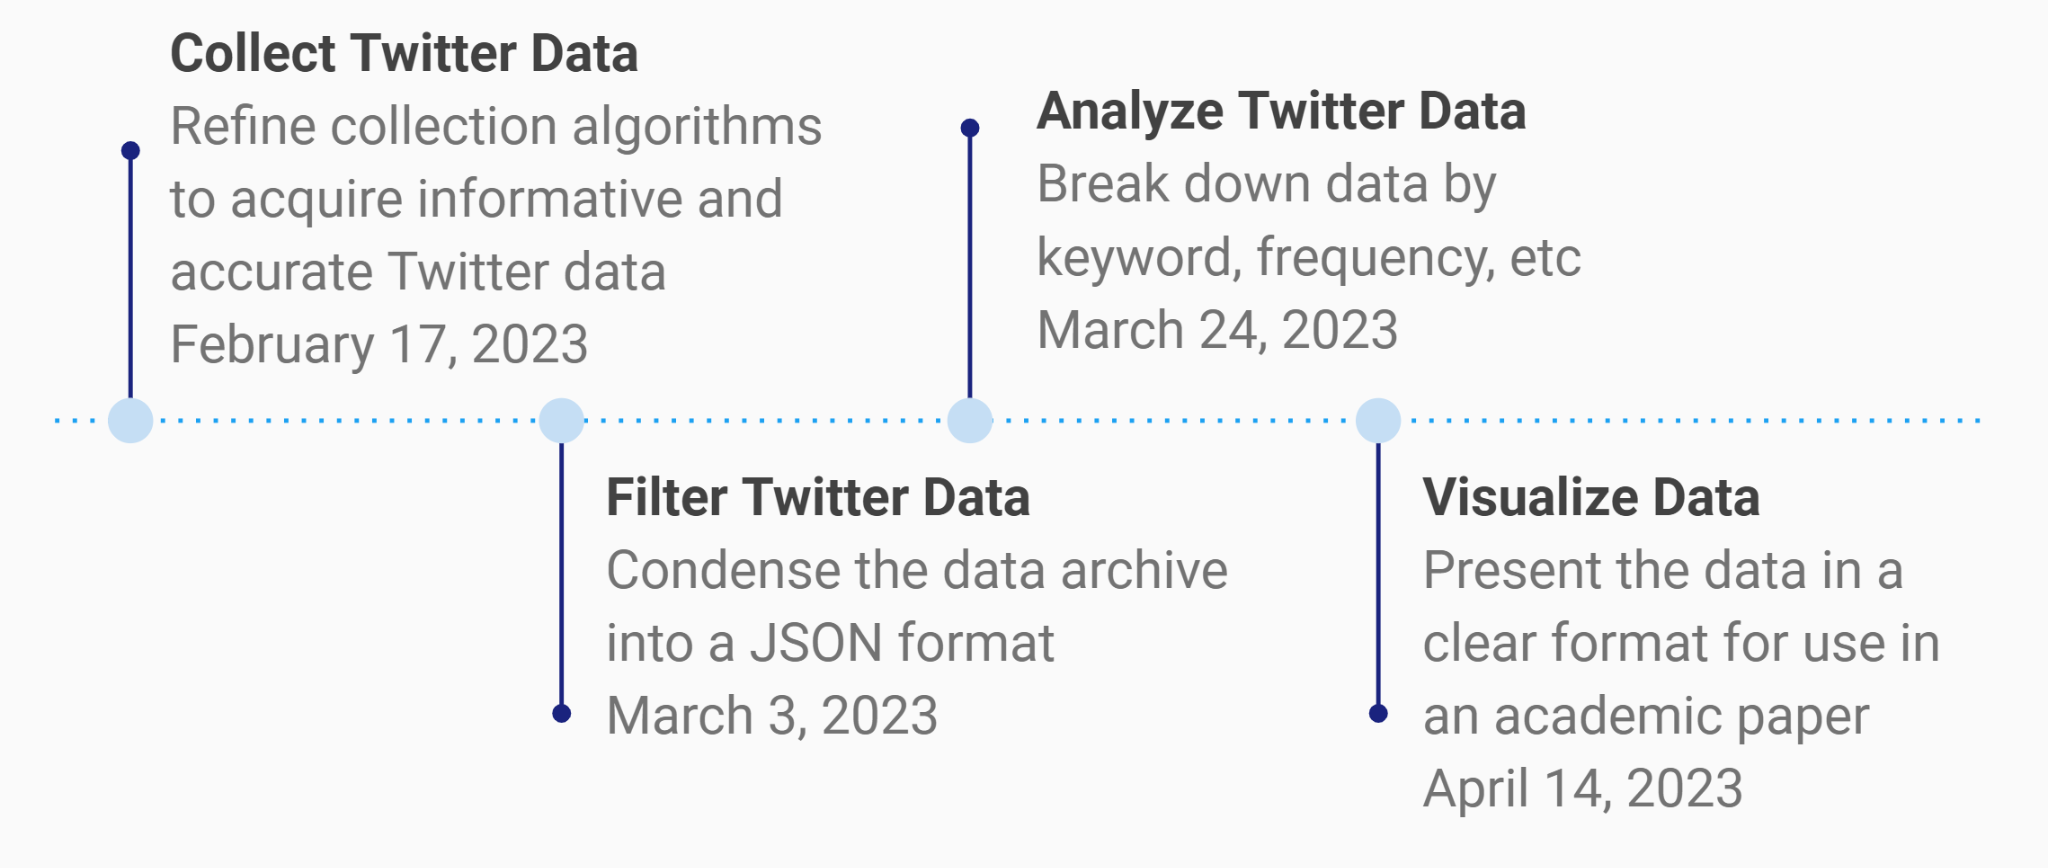 Collect Twitter Data
Refine collection algorithms
to acquire informative and
accurate Twitter data
February 17, 2023
Filter Twitter Data
Condense the data archive
into a JSON format
March 3, 2023
Analyze Twitter Data
Break down data by
keyword, frequency, etc
March 24, 2023
Visualize Data
Present the data in a
clear format for use in
an academic paper
April 14, 2023